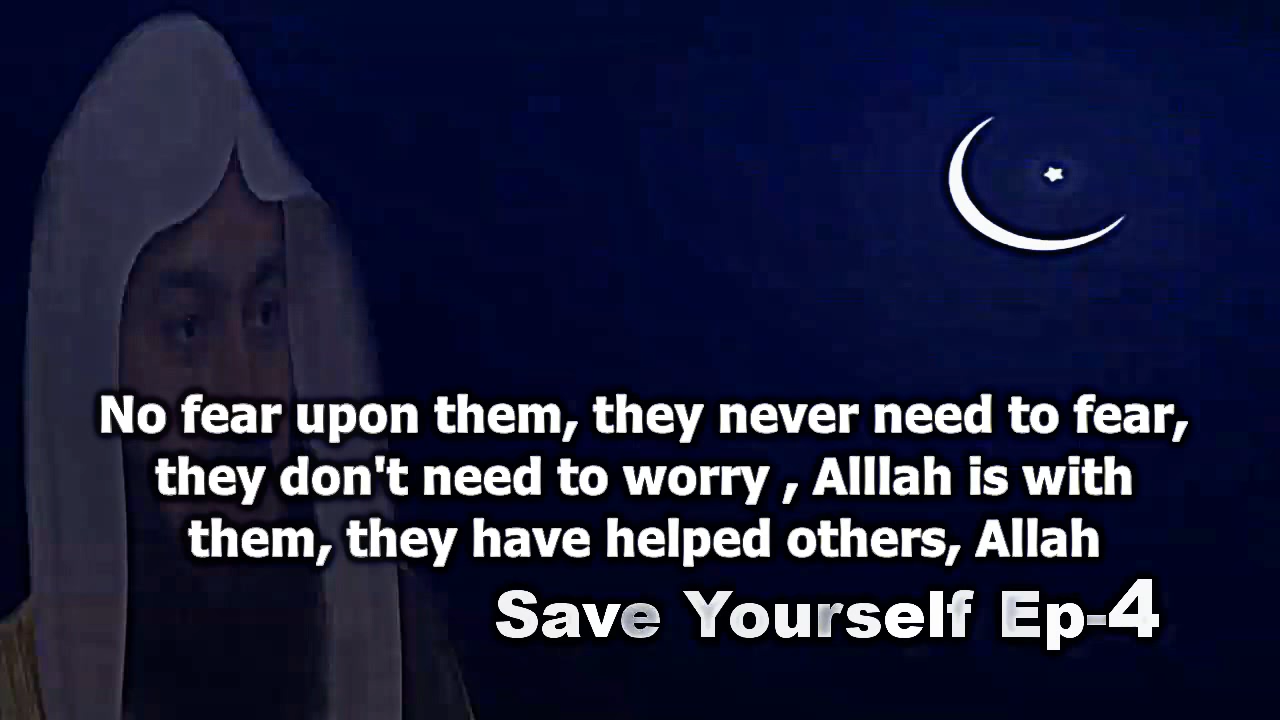 No fear upon them, they never need to fear,
they don't need to worry , Alllah is with
them, they have helped others, Allah
Save Yourself Ep-4